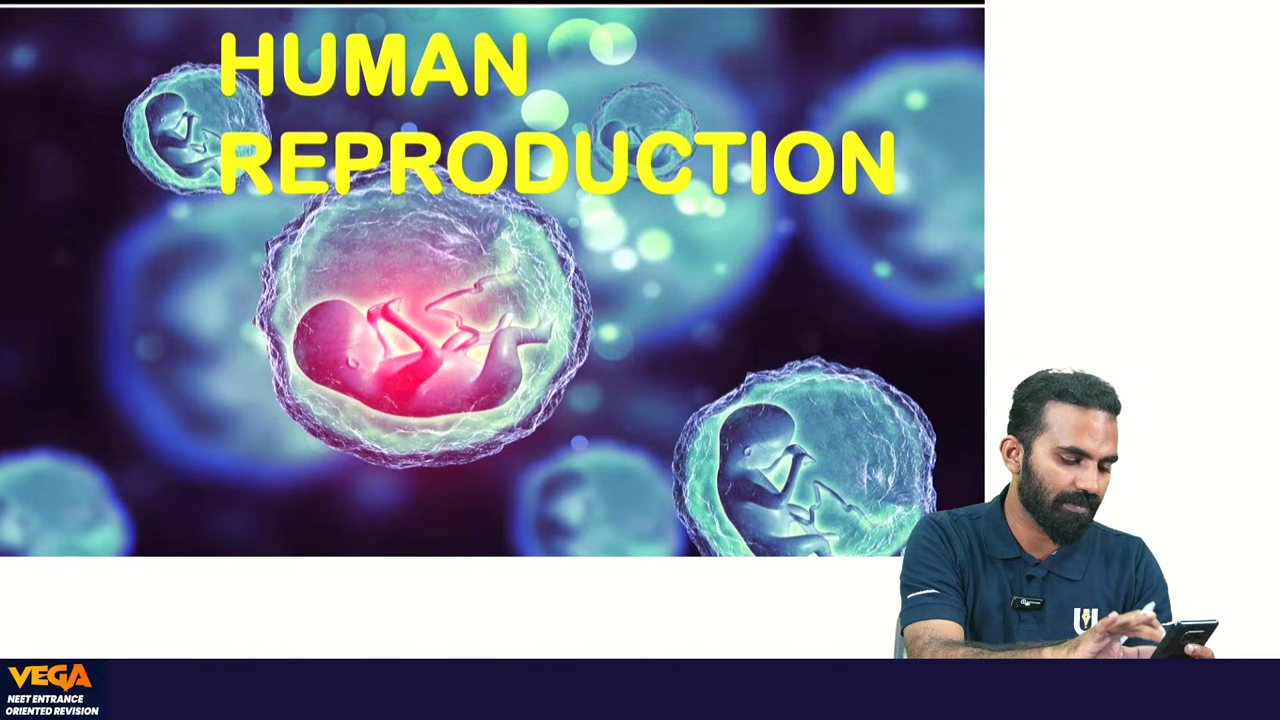 HUMAN
REPRODUCTION
VEGA
NEET ENTRANCE
ORIENTED REVISION